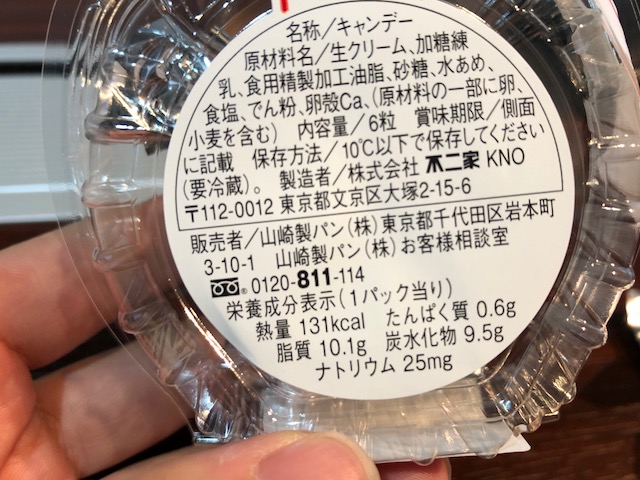 名称／キャンデー
原材料名／生クリーム、加糖練
乳、食用精製加工油脂、砂糖、水あめ、
食塩、でん粉、卵殻Ca、(原材料の一部に卵、
小麦を含む)　内容量／6粒　賞味期限／側面
に記載　保存方法／10℃以下で保存してください
(要冷蔵)。　製造者／株式会社 不二家 KNO
〒112-0012 東京都文京区大塚2-15-6
販売者／山崎製パン(株)東京都千代田区岩本町
3-10-1　山崎製パン(株)お客様相談室
0120-811-114
栄養成分表示(1パック当り)
熱量 131kcal　たんぱく質 0.6g
脂質 10.1g　炭水化物 9.5g
ナトリウム 25mg